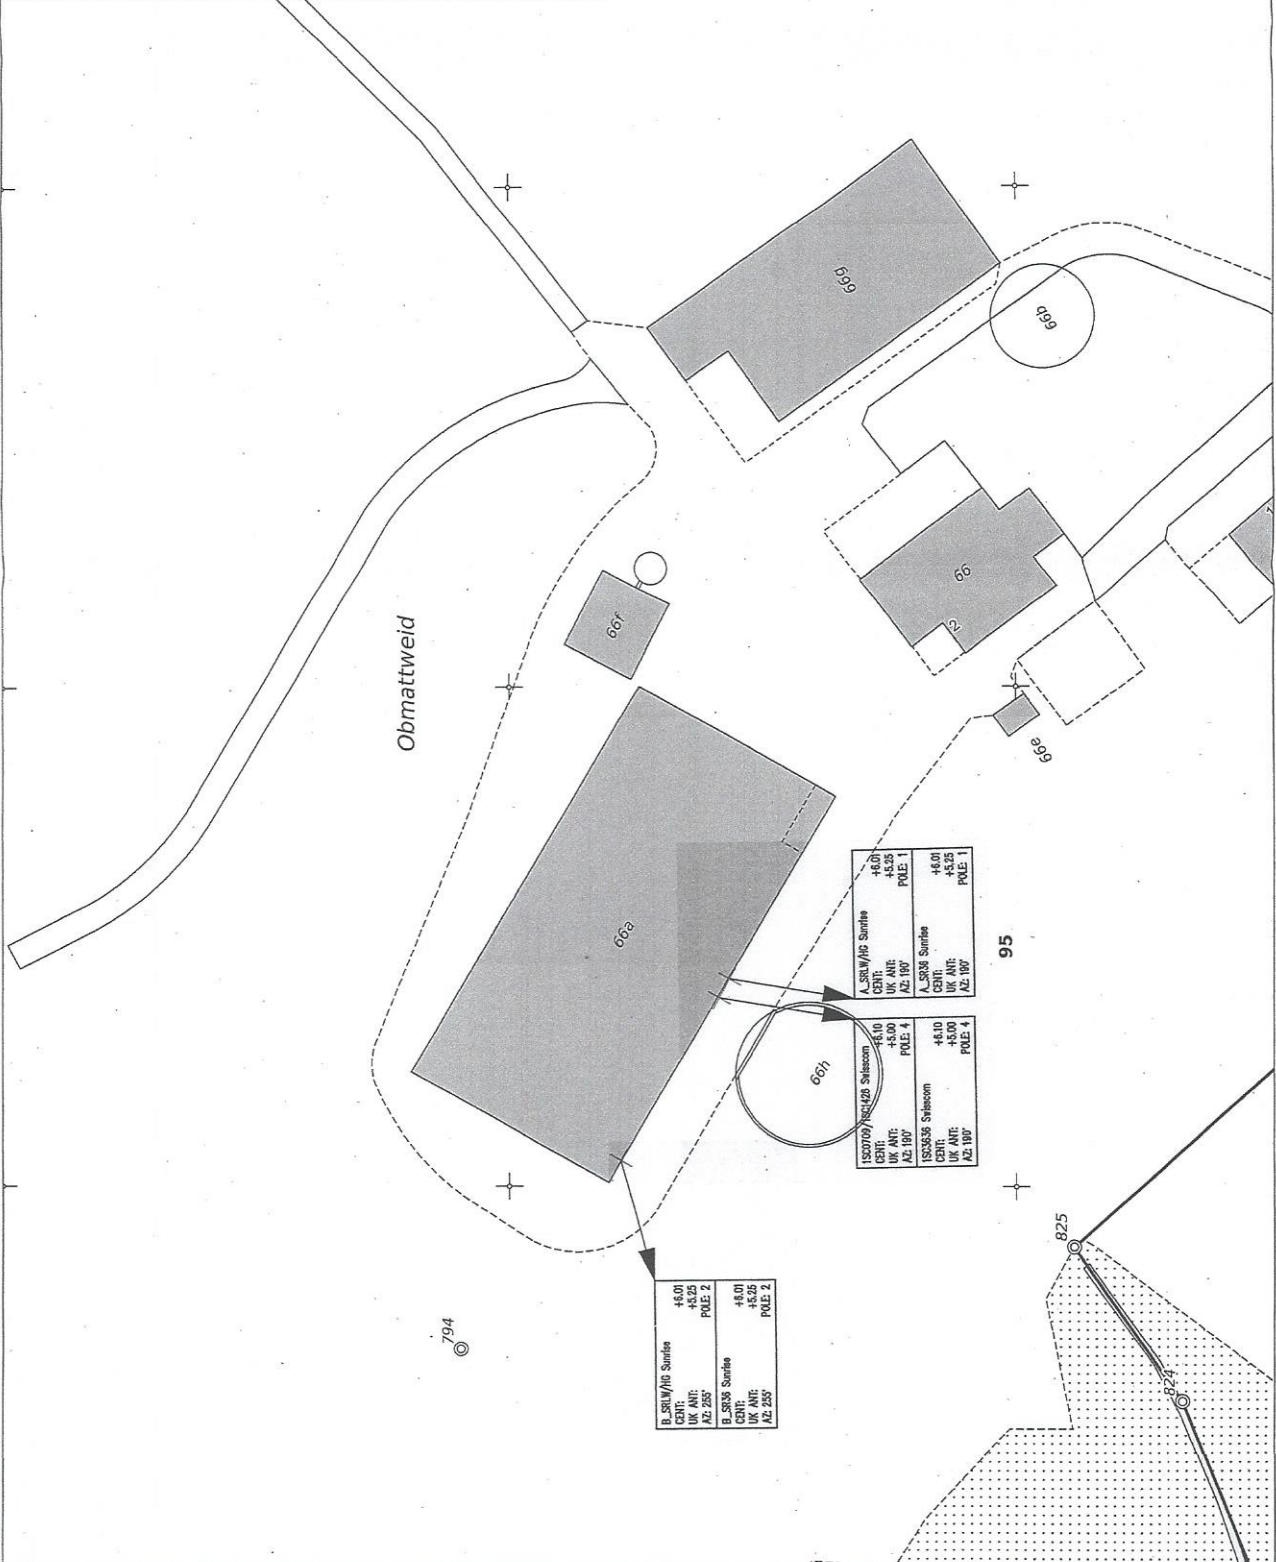 Obmattweid
66g
66b
66f
66
2
1
66e
66a
66h
95
A_SRLW/HG Sunrise
CENT: +6.01
UK ANT: +5.25
AZ: 190° POLE: 1
A_SR36 Sunrise
CENT: +6.01
UK ANT: +5.25
AZ: 190° POLE: 1
1SC0709/1SC1426 Swisscom
CENT: +6.10
UK ANT: +5.00
AZ: 190° POLE: 4
1SC3636 Swisscom
CENT: +6.10
UK ANT: +5.00
AZ: 190° POLE: 4
B_SRLW/HG Sunrise
CENT: +6.01
UK ANT: +5.25
AZ: 255° POLE: 2
B_SR36 Sunrise
CENT: +6.01
UK ANT: +5.25
AZ: 255° POLE: 2
794
825
824